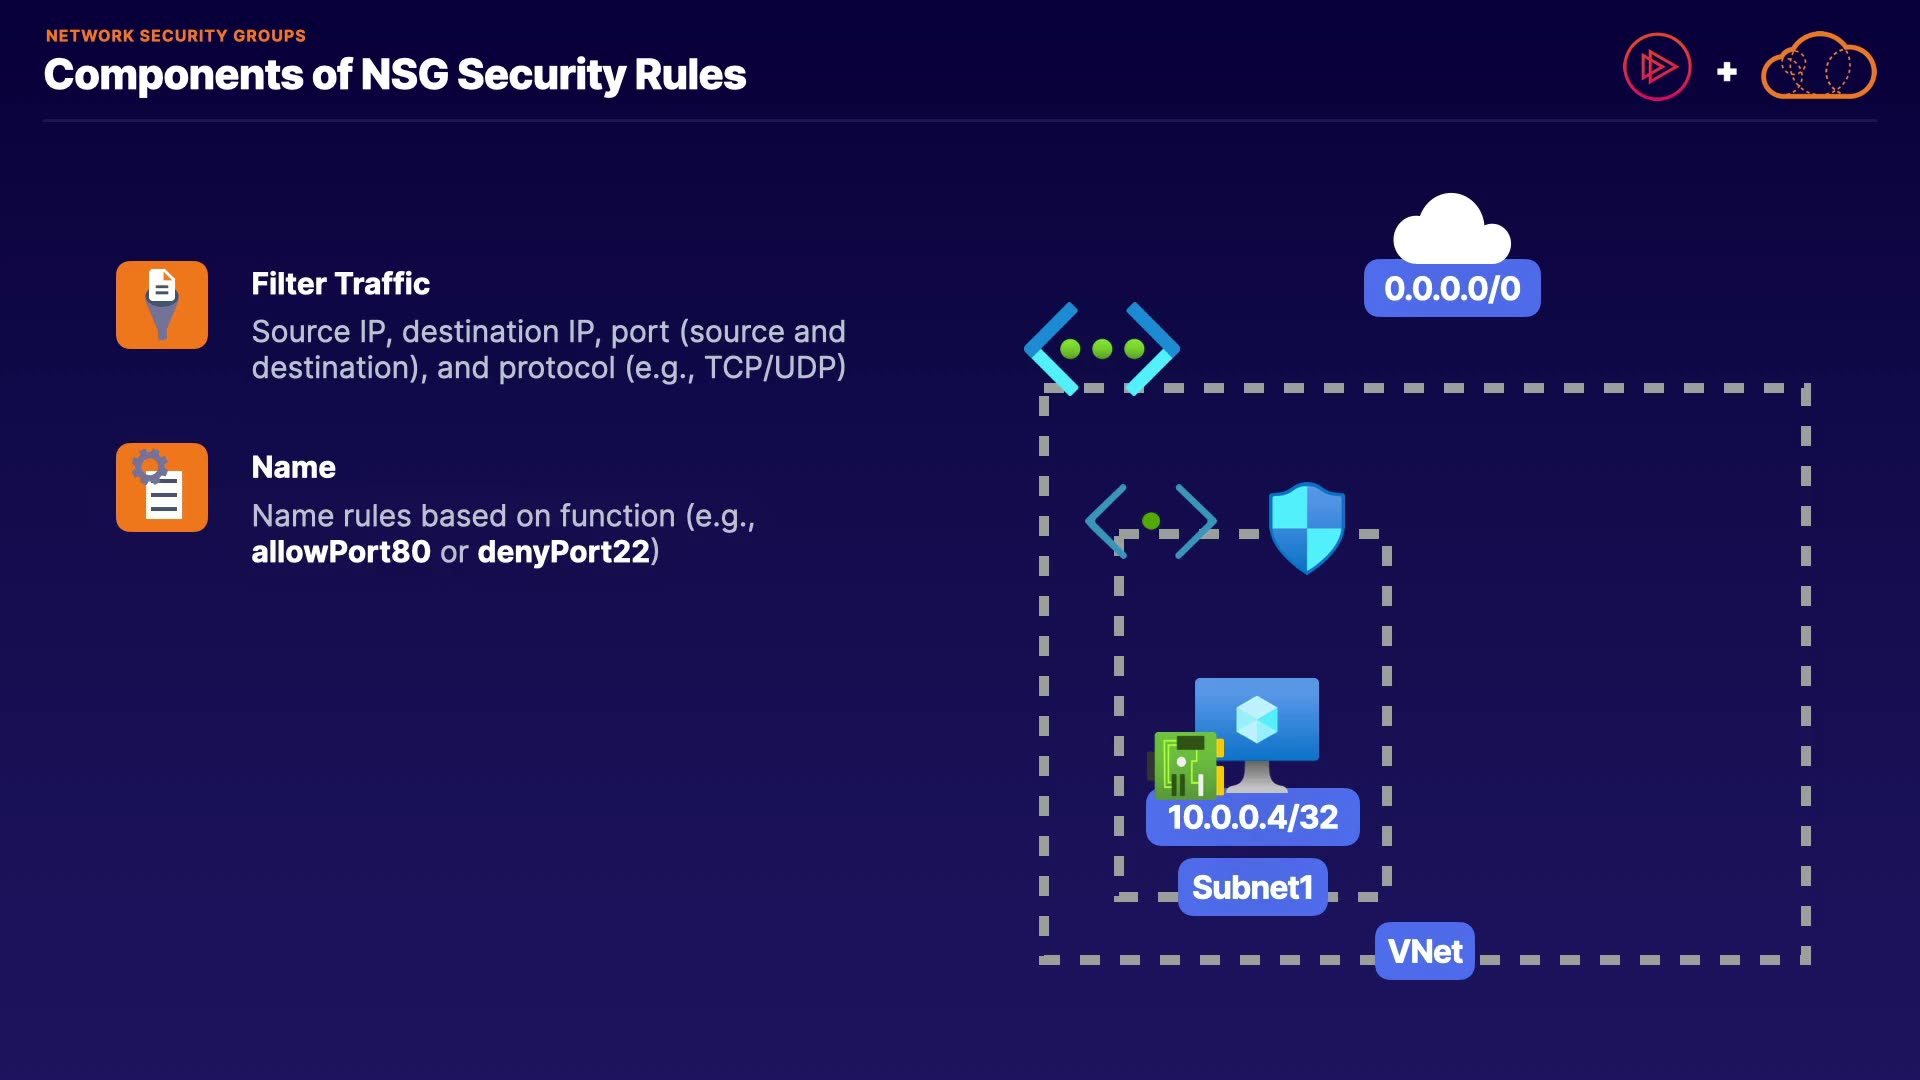 NETWORK SECURITY GROUPS
Components of NSG Security Rules
Filter Traffic
Source IP, destination IP, port (source and
destination), and protocol (e.g., TCP/UDP)
Name
Name rules based on function (e.g.,
allowPort80 or denyPort22)
0.0.0.0/0
10.0.0.4/32
Subnet1
VNet